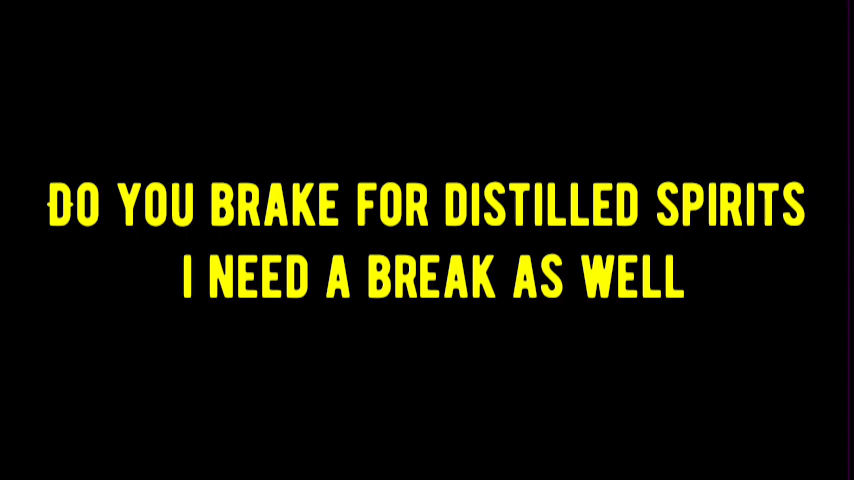 DO YOU BRAKE FOR DISTILLED SPIRITS
I NEED A BREAK AS WELL